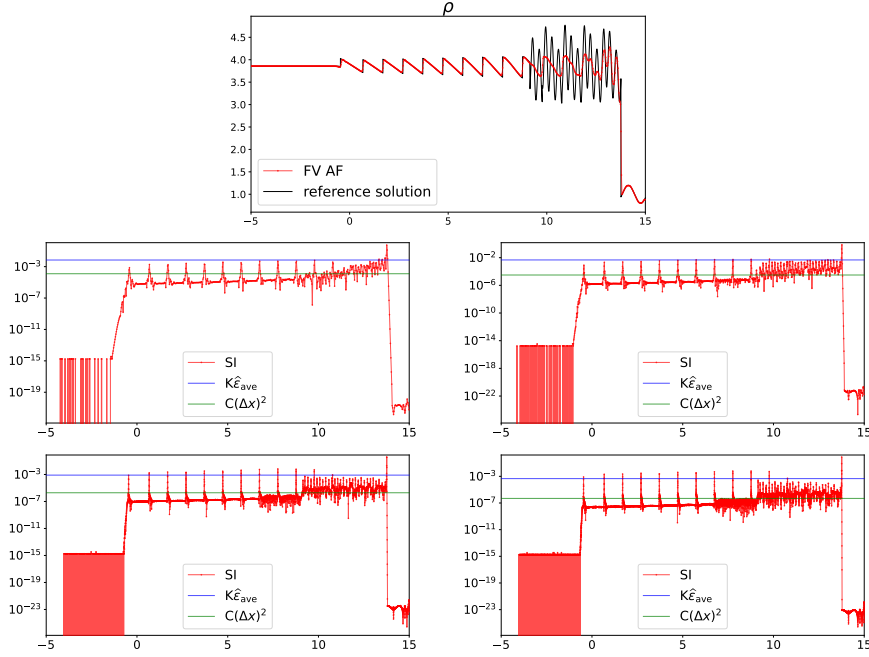 ρ
4.5
4.0
3.5
3.0
2.5
2.0
1.5
1.0
FV AF
reference solution
−5 0 5 10 15
10⁻³
10⁻⁷
10⁻¹¹
10⁻¹⁵
10⁻¹⁹
SI
Kε̂ₐᵥₑ
C(Δx)²
−5 0 5 10 15
10⁻²
10⁻⁶
10⁻¹⁰
10⁻¹⁴
10⁻¹⁸
10⁻²²
SI
Kε̂ₐᵥₑ
C(Δx)²
−5 0 5 10 15
10⁻³
10⁻⁷
10⁻¹¹
10⁻¹⁵
10⁻¹⁹
10⁻²³
SI
Kε̂ₐᵥₑ
C(Δx)²
−5 0 5 10 15
10⁻³
10⁻⁷
10⁻¹¹
10⁻¹⁵
10⁻¹⁹
10⁻²³
SI
Kε̂ₐᵥₑ
C(Δx)²
−5 0 5 10 15